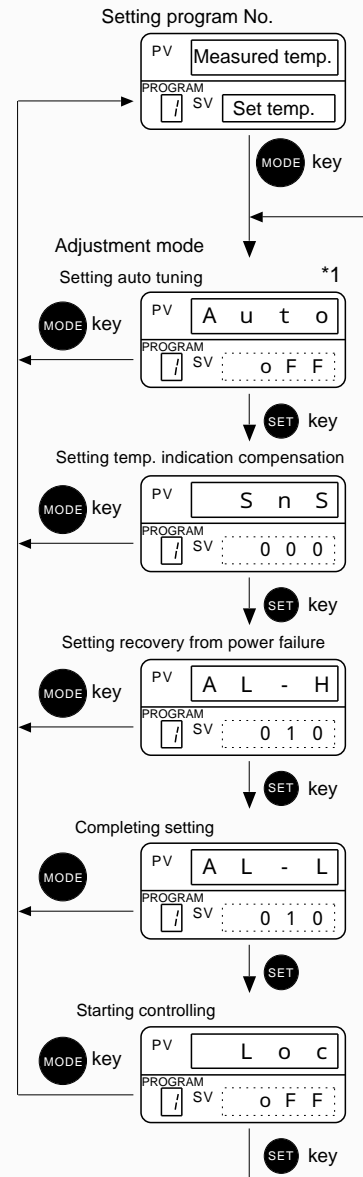 Setting program No.
PV Measured temp.
PROGRAM
1 SV Set temp.
MODE key
Adjustment mode
Setting auto tuning *1
MODE key
PV A u t o
PROGRAM
1 SV o F F
SET key
Setting temp. indication compensation
MODE key
PV S n S
PROGRAM
1 SV 0 0 0
SET key
Setting recovery from power failure
MODE key
PV A L - H
PROGRAM
1 SV 0 1 0
SET key
Completing setting
MODE
PV A L - L
PROGRAM
1 SV 0 1 0
SET
Starting controlling
MODE key
PV L o c
PROGRAM
1 SV o F F
SET key